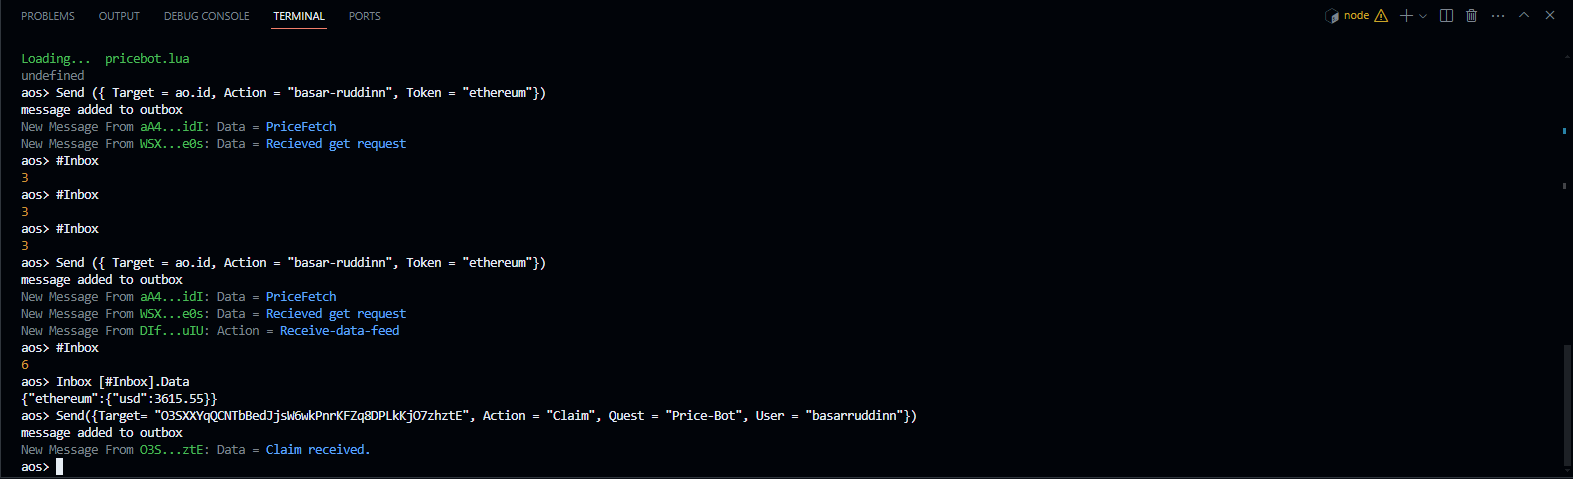 PROBLEMS OUTPUT DEBUG CONSOLE TERMINAL PORTS node
Loading... pricebot.lua
undefined
aos> Send ({ Target = ao.id, Action = "basar-ruddinn", Token = "ethereum"})
message added to outbox
New Message From aA4...idI: Data = PriceFetch
New Message From WSX...e0s: Data = Recieved get request
aos> #Inbox
3
aos> #Inbox
3
aos> #Inbox
3
aos> Send ({ Target = ao.id, Action = "basar-ruddinn", Token = "ethereum"})
message added to outbox
New Message From aA4...idI: Data = PriceFetch
New Message From WSX...e0s: Data = Recieved get request
New Message From DIf...uIU: Action = Receive-data-feed
aos> #Inbox
6
aos> Inbox [#Inbox].Data
{"ethereum":{"usd":3615.55}}
aos> Send({Target= "O3SXXYqQCNTbBedJjsW6wkPnrKFZq8DPLkKjO7zhztE", Action = "Claim", Quest = "Price-Bot", User = "basarruddinn"})
message added to outbox
New Message From O3S...ztE: Data = Claim received.
aos>